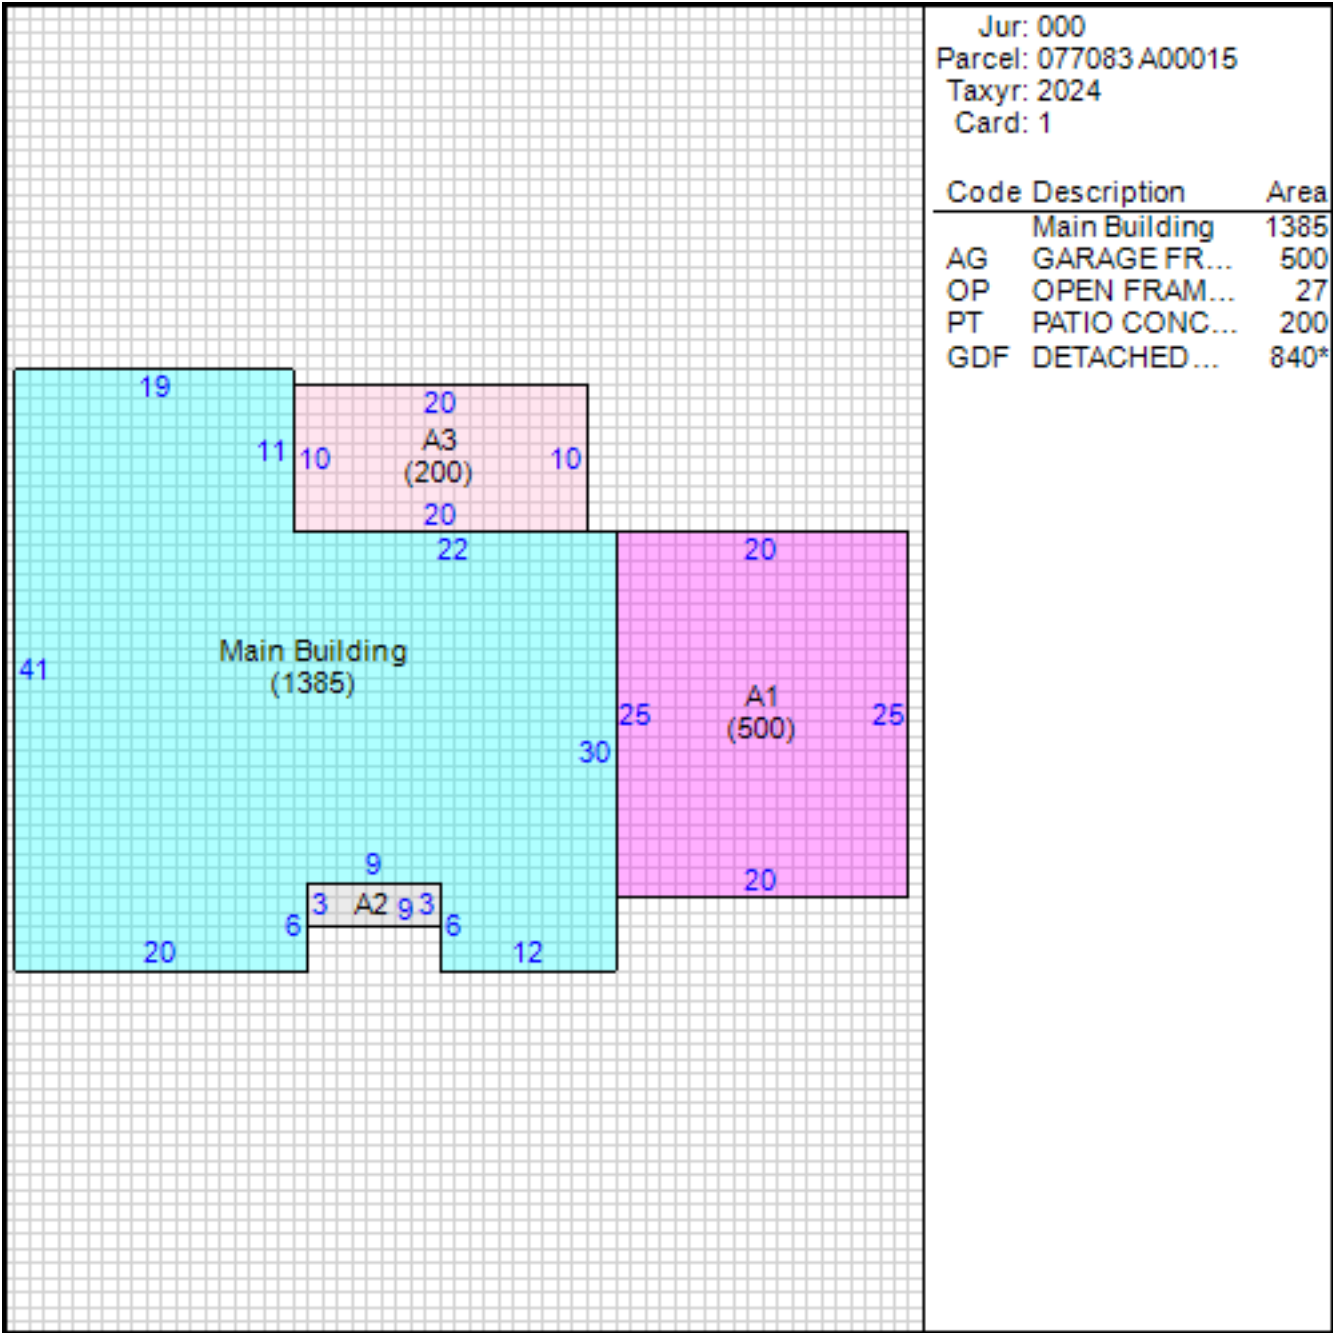 Jur: 000
Parcel: 077083 A00015
Taxyr: 2024
Card: 1
Code Description Area
Main Building 1385
AG GARAGE FR... 500
OP OPEN FRAM... 27
PT PATIO CONC... 200
GDF DETACHED... 840*
19
20
11
A3
10
10
(200)
20
22
20
Main Building
41
(1385)
A1
25
25
(500)
30
9
20
3
A2
9
3
6
6
20
12